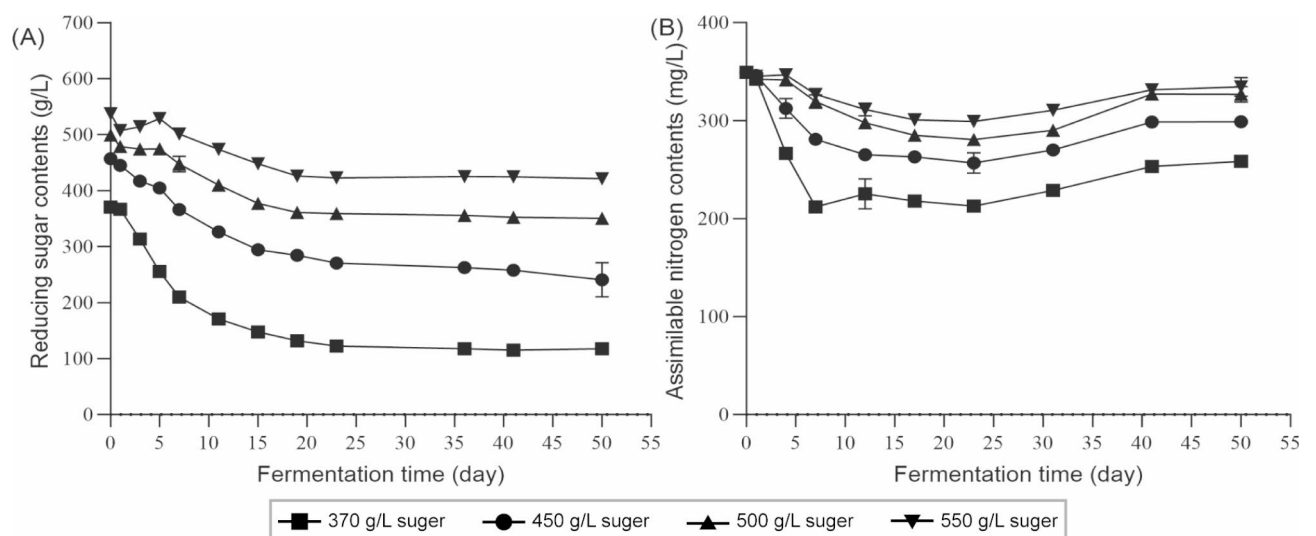 (A)
Reducing sugar contents (g/L)
700
600
500
400
300
200
100
0
0 5 10 15 20 25 30 35 40 45 50 55
Fermentation time (day)
(B)
Assimilable nitrogen contents (mg/L)
400
300
200
100
0
0 5 10 15 20 25 30 35 40 45 50 55
Fermentation time (day)
370 g/L suger 450 g/L suger 500 g/L suger 550 g/L suger